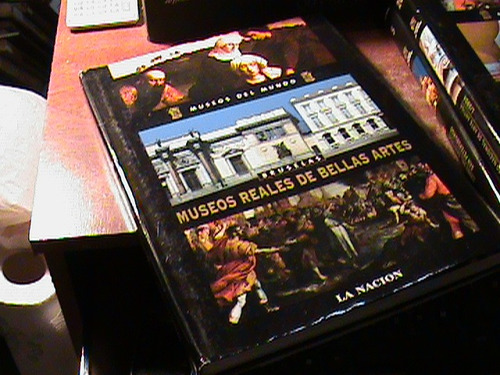 MUSEOS DEL MUNDO
BRUSELAS
MUSEOS REALES DE BELLAS ARTES
LA NACION